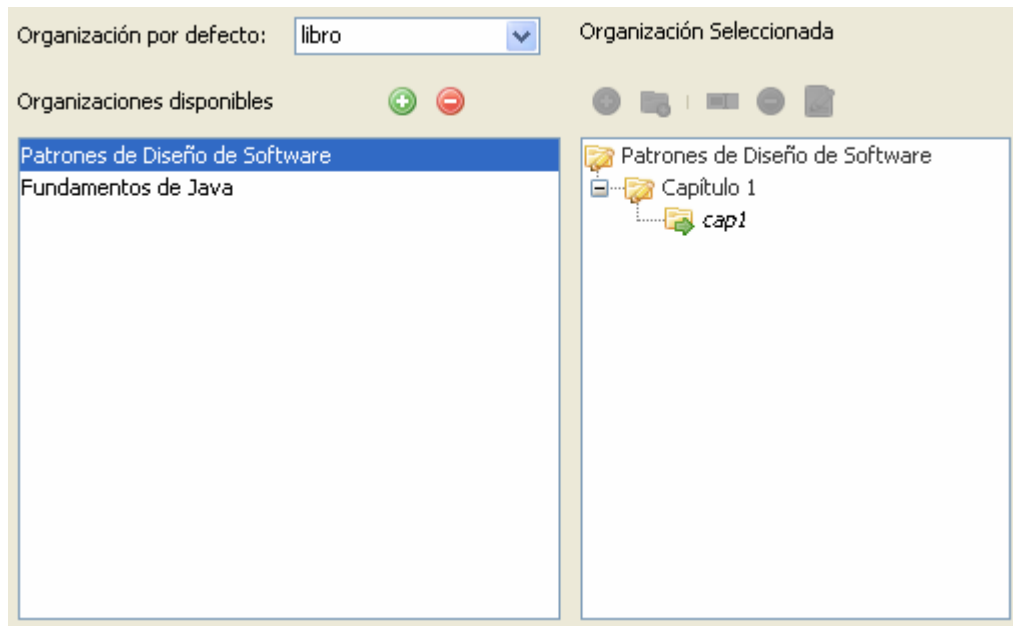 Organización por defecto:
libro
Organización Seleccionada
Organizaciones disponibles
Patrones de Diseño de Software
Fundamentos de Java
Patrones de Diseño de Software
Capítulo 1
cap1